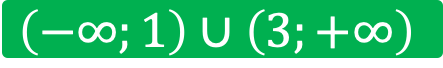 (−∞; 1) ∪ (3; +∞)